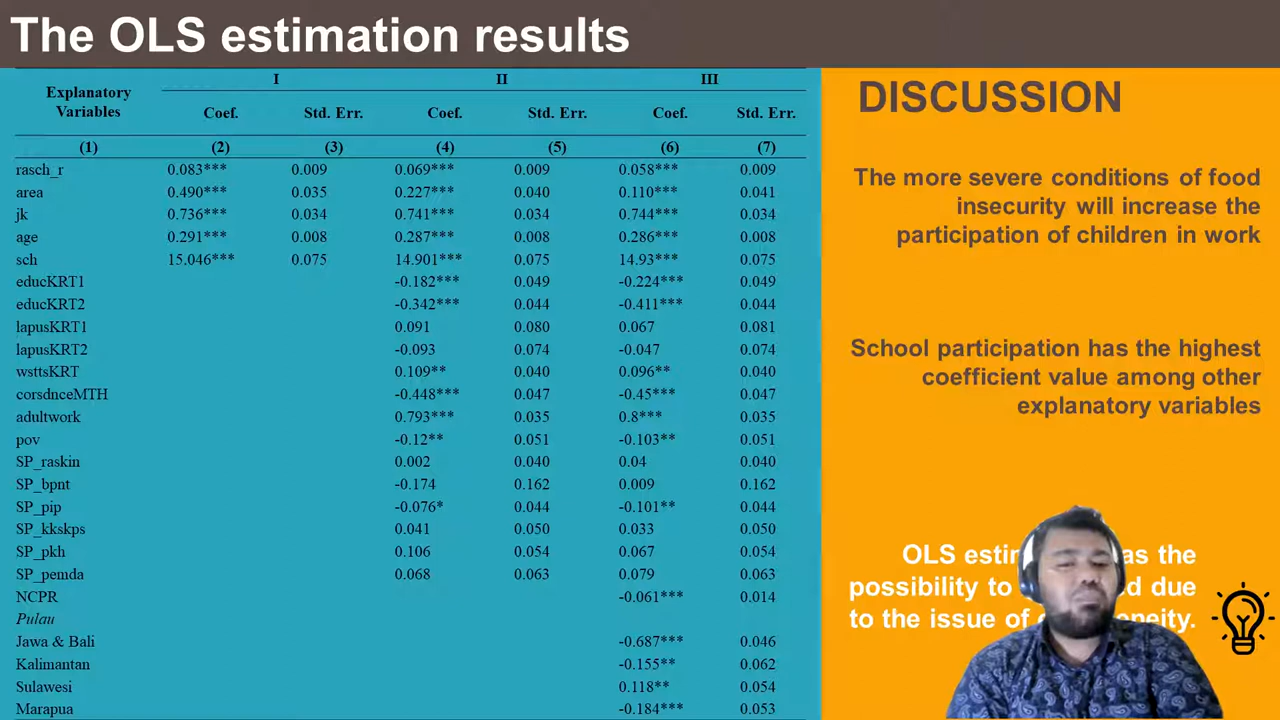 The OLS estimation results
Explanatory Variables I II III
Coef. Std. Err. Coef. Std. Err. Coef. Std. Err.
(1) (2) (3) (4) (5) (6) (7)
rasch_r 0.083*** 0.009 0.069*** 0.009 0.058*** 0.009
area 0.490*** 0.035 0.227*** 0.040 0.110*** 0.041
jk 0.736*** 0.034 0.741*** 0.034 0.744*** 0.034
age 0.291*** 0.008 0.287*** 0.008 0.286*** 0.008
sch 15.046*** 0.075 14.901*** 0.075 14.93*** 0.075
educKRT1 -0.182*** 0.049 -0.224*** 0.049
educKRT2 -0.342*** 0.044 -0.411*** 0.044
lapusKRT1 0.091 0.080 0.067 0.081
lapusKRT2 -0.093 0.074 -0.047 0.074
wsttsKRT 0.109** 0.040 0.096** 0.040
corsdnceMTH -0.448*** 0.047 -0.45*** 0.047
adultwork 0.793*** 0.035 0.8*** 0.035
pov -0.12** 0.051 -0.103** 0.051
SP_raskin 0.002 0.040 0.04 0.040
SP_bpnt -0.174 0.162 0.009 0.162
SP_pip -0.076* 0.044 -0.101** 0.044
SP_kkskps 0.041 0.050 0.033 0.050
SP_pkh 0.106 0.054 0.067 0.054
SP_pemda 0.068 0.063 0.079 0.063
NCPR -0.061*** 0.014
Pulau
Jawa & Bali -0.687*** 0.046
Kalimantan -0.155** 0.062
Sulawesi 0.118** 0.054
Marapua -0.184*** 0.053
DISCUSSION
The more severe conditions of food
insecurity will increase the
participation of children in work
School participation has the highest
coefficient value among other
explanatory variables
OLS the
possibility to due
to the issue of